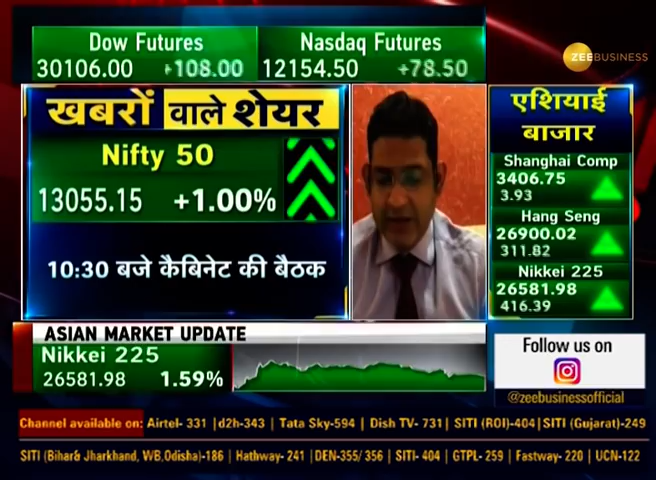 Dow Futures
30106.00 +108.00
Nasdaq Futures
12154.50 +78.50
ZEEBUSINESS
खबरों वाले शेयर
Nifty 50
13055.15 +1.00%
10:30 बजे कैबिनेट की बैठक
एशियाई
बाजार
Shanghai Comp
3406.75
3.93
Hang Seng
26900.02
311.82
Nikkei 225
26581.98
416.39
ASIAN MARKET UPDATE
Nikkei 225
26581.98 1.59%
Follow us on
@zeebusinessofficial
Channel available on: Airtel- 331 |d2h-343 | Tata Sky-594 | Dish TV- 731| SITI (ROI)-404|SITI (Gujarat)-249
SITI (Bihar& Jharkhand, WB,Odisha)-186 | Hathway- 241 |DEN-355/ 356 | SITI- 404 | GTPL- 259 | Fastway- 220 | UCN-122